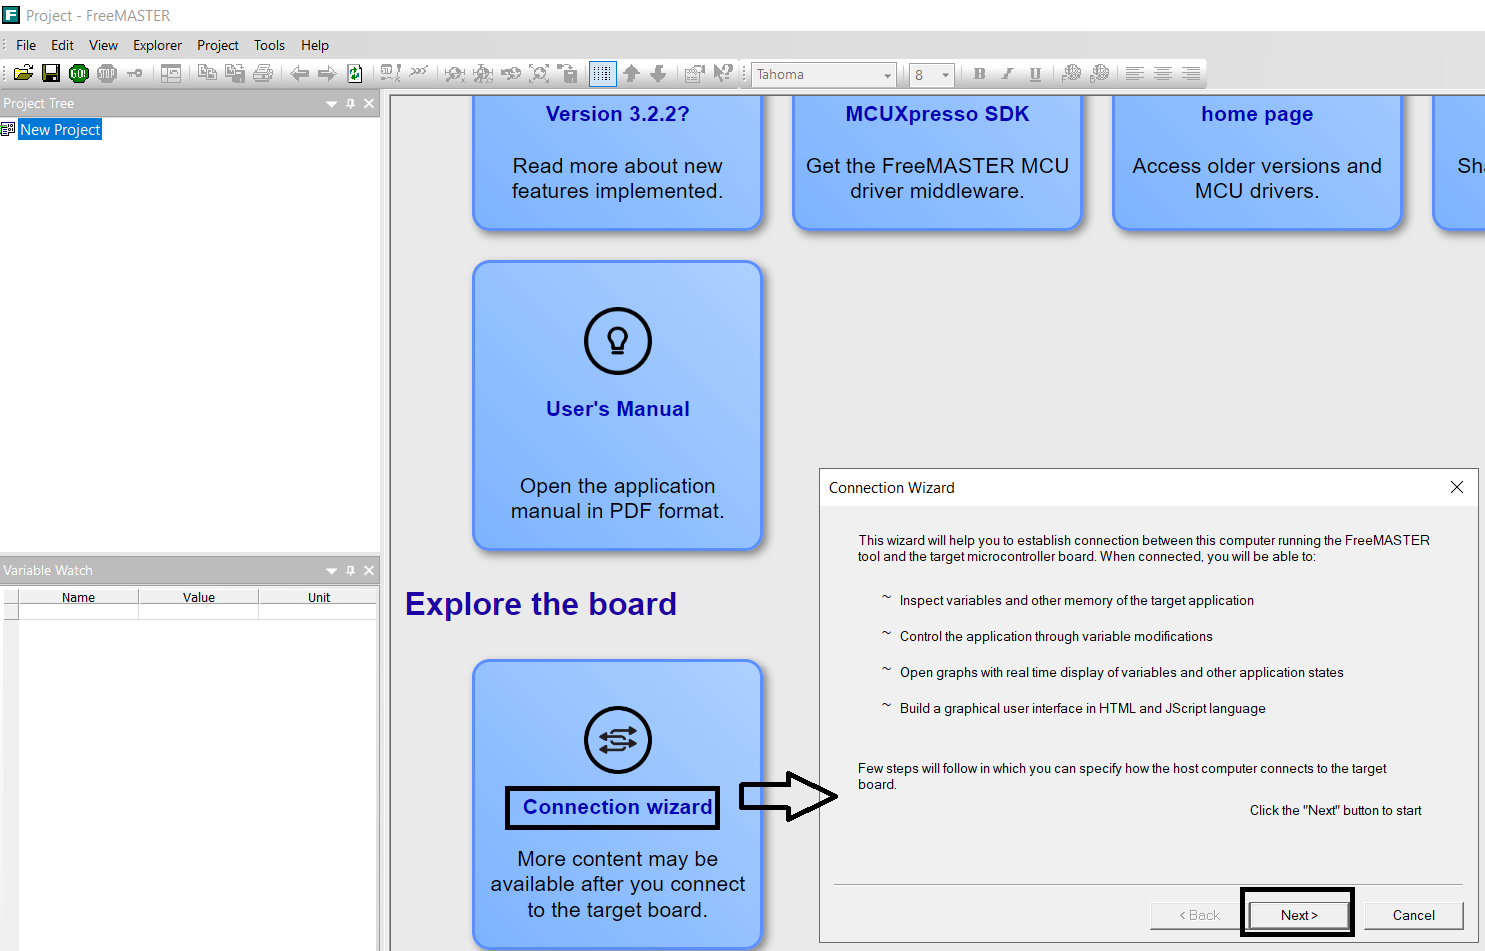 Project - FreeMASTER
File Edit View Explorer Project Tools Help
GO! STOP Tahoma 8 B I U
Project Tree
New Project
Version 3.2.2?
Read more about new
features implemented.
MCUXpresso SDK
Get the FreeMASTER MCU
driver middleware.
home page
Access older versions and
MCU drivers.
User's Manual
Open the application
manual in PDF format.
Variable Watch
Name Value Unit
Explore the board
Connection wizard
More content may be
available after you connect
to the target board.
Connection Wizard
This wizard will help you to establish connection between this computer running the FreeMASTER
tool and the target microcontroller board. When connected, you will be able to:
~ Inspect variables and other memory of the target application
~ Control the application through variable modifications
~ Open graphs with real time display of variables and other application states
~ Build a graphical user interface in HTML and JScript language
Few steps will follow in which you can specify how the host computer connects to the target
board.
Click the "Next" button to start
< Back Next > Cancel